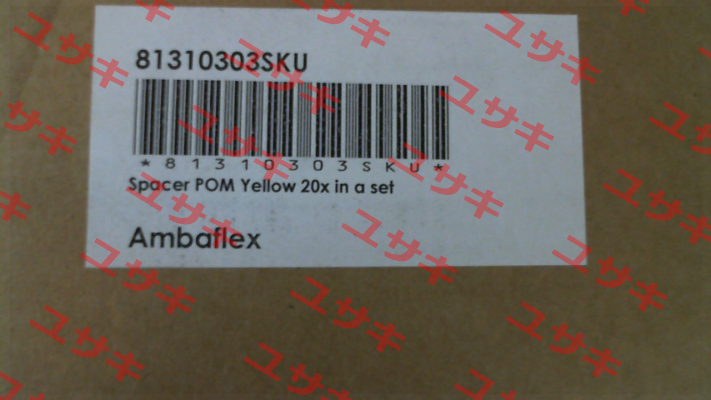 81310303SKU
*81310303SKU*
Spacer POM Yellow 20x in a set
Ambaflex
ユサキ